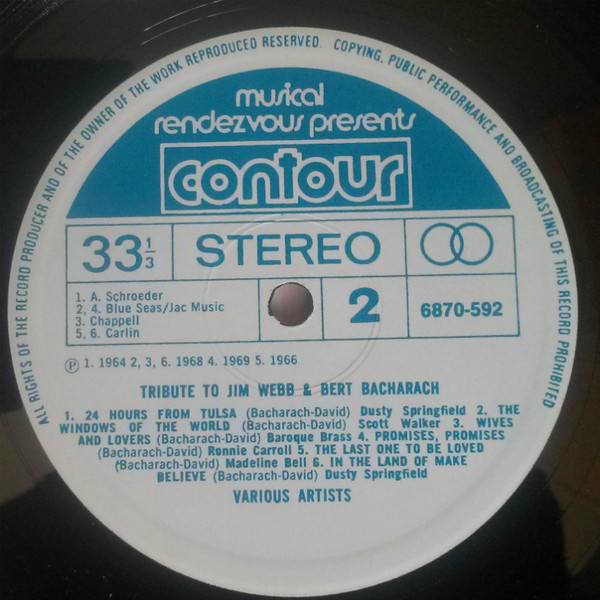 ALL RIGHTS OF THE RECORD PRODUCER AND OF THE OWNER OF THE WORK REPRODUCED RESERVED. COPYING, PUBLIC PERFORMANCE AND BROADCASTING OF THIS RECORD PROHIBITED
musical
rendezvous presents
contour
33 1/3 STEREO
1. A. Schroeder
2, 4. Blue Seas/Jac Music
3. Chappell
5, 6. Carlin
2
6870-592
Ⓟ 1. 1964 2, 3, 6. 1968 4. 1969 5. 1966
TRIBUTE TO JIM WEBB & BERT BACHARACH
1. 24 HOURS FROM TULSA (Bacharach-David) Dusty Springfield 2. THE
WINDOWS OF THE WORLD (Bacharach-David) Scott Walker 3. WIVES
AND LOVERS (Bacharach-David) Baroque Brass 4. PROMISES, PROMISES
(Bacharach-David) Ronnie Carroll 5. THE LAST ONE TO BE LOVED
(Bacharach-David) Madeline Bell 6. IN THE LAND OF MAKE
BELIEVE (Bacharach-David) Dusty Springfield
VARIOUS ARTISTS